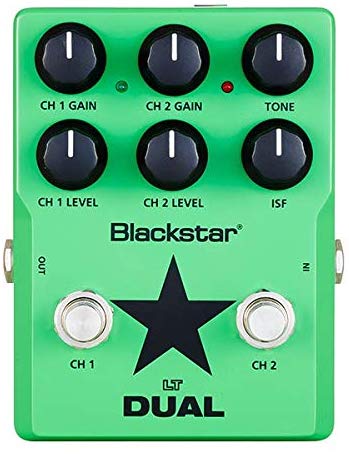 CH 1 GAIN CH 2 GAIN TONE
CH 1 LEVEL CH 2 LEVEL ISF
Blackstar®
OUT IN
CH 1 CH 2
LT
DUAL